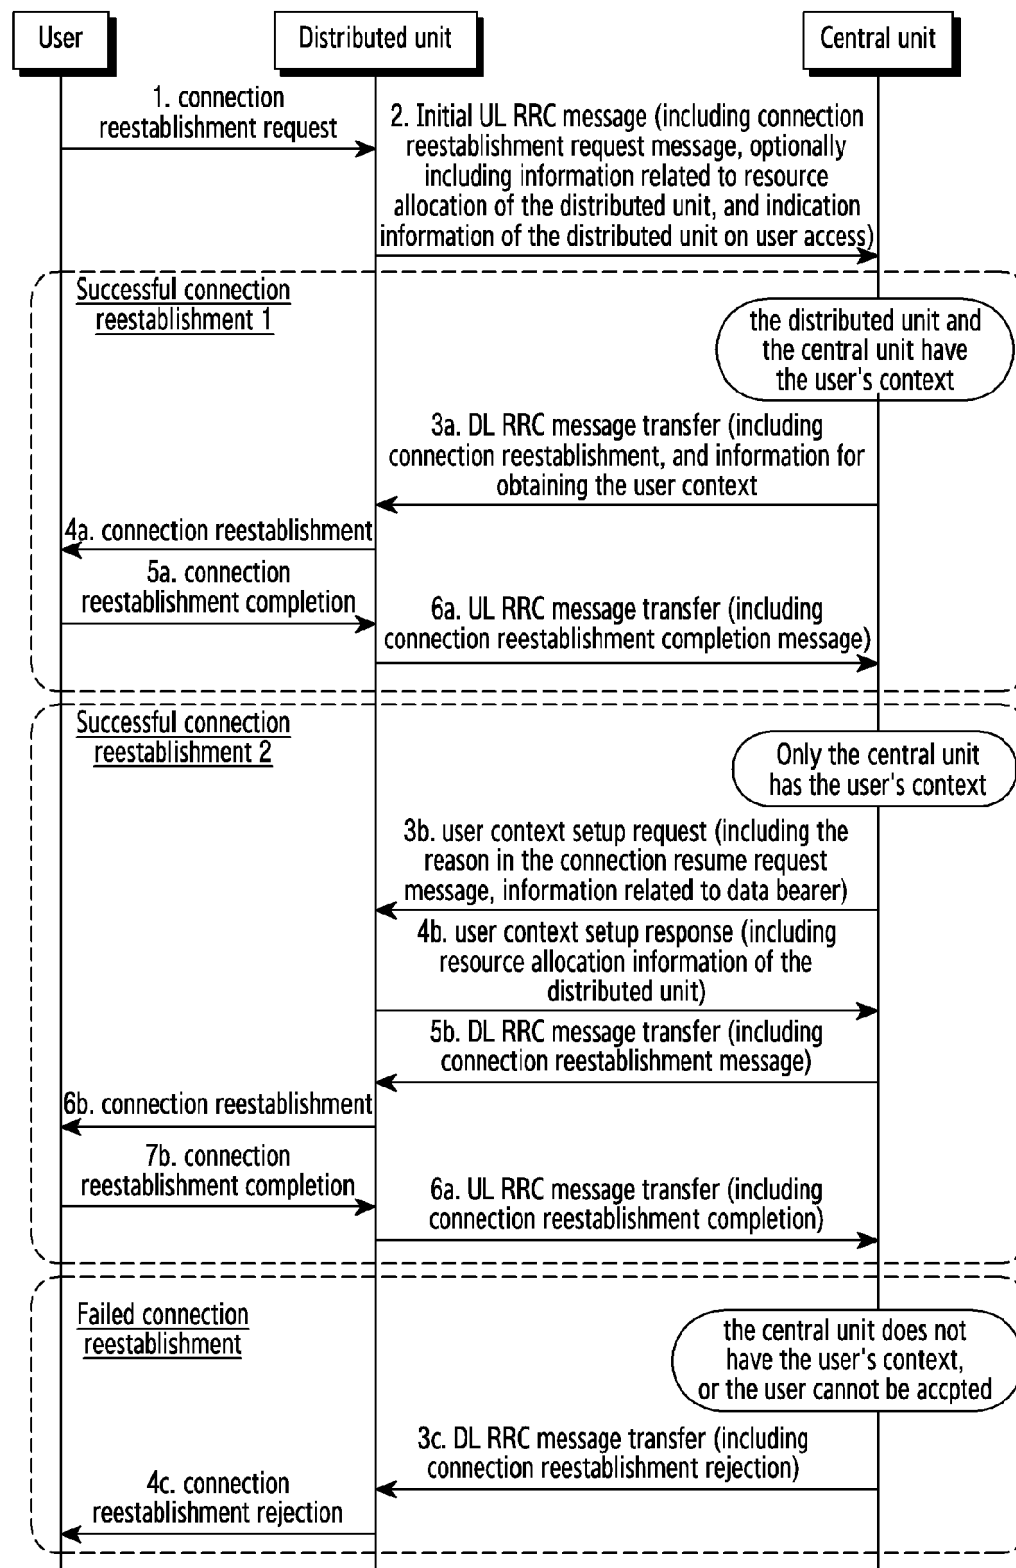 User
Distributed unit
Central unit
1. connection
reestablishment request
2. Initial UL RRC message (including connection
reestablishment request message, optionally
including information related to resource
allocation of the distributed unit, and indication
information of the distributed unit on user access)
Successful connection
reestablishment 1
the distributed unit and
the central unit have
the user's context
3a. DL RRC message transfer (including
connection reestablishment, and information for
obtaining the user context
4a. connection reestablishment
5a. connection
reestablishment completion
6a. UL RRC message transfer (including
connection reestablishment completion message)
Successful connection
reestablishment 2
Only the central unit
has the user's context
3b. user context setup request (including the
reason in the connection resume request
message, information related to data bearer)
4b. user context setup response (including
resource allocation information of the
distributed unit)
5b. DL RRC message transfer (including
connection reestablishment message)
6b. connection reestablishment
7b. connection
reestablishment completion
6a. UL RRC message transfer (including
connection reestablishment completion)
Failed connection
reestablishment
the central unit does not
have the user's context,
or the user cannot be accpted
3c. DL RRC message transfer (including
connection reestablishment rejection)
4c. connection
reestablishment rejection